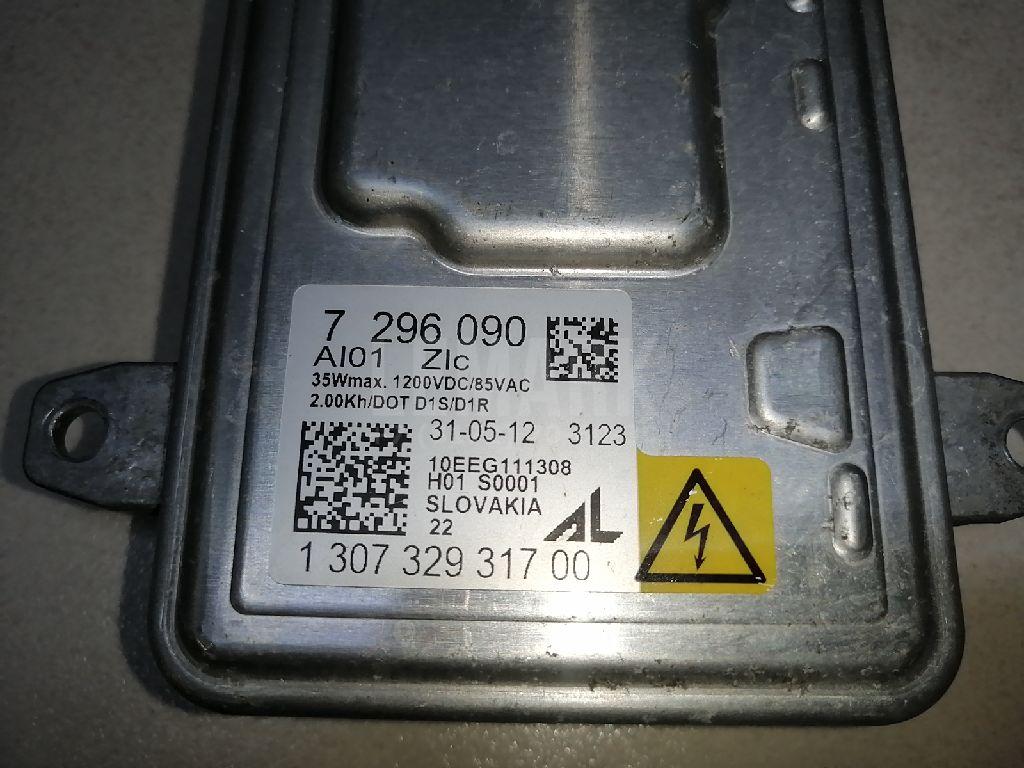 7 296 090
AI01 ZIc
35Wmax. 1200VDC/85VAC
2.00Kh/DOT D1S/D1R
31-05-12 3123
10EEG111308
H01 S0001
SLOVAKIA
22
AL
1 307 329 317 00